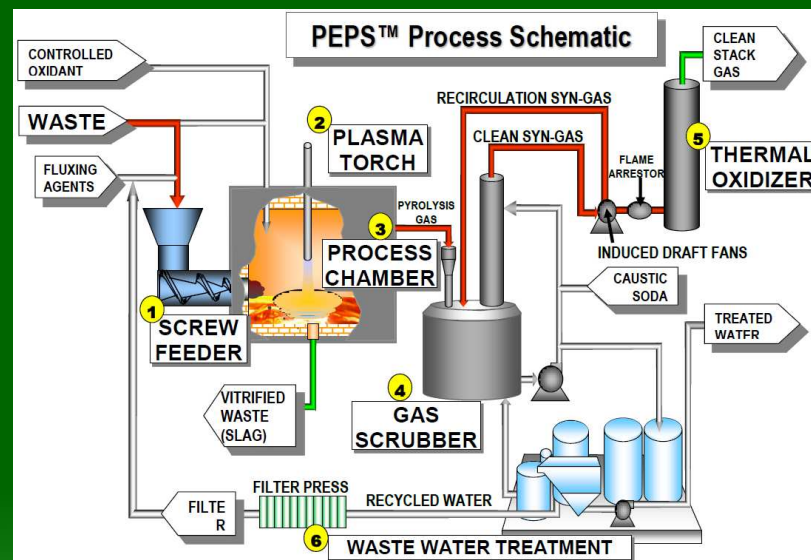 PEPS™ Process Schematic
CONTROLLED
OXIDANT
WASTE
FLUXING
AGENTS
2
PLASMA
TORCH
RECIRCULATION SYN-GAS
CLEAN SYN-GAS
CLEAN
STACK
GAS
5
THERMAL
OXIDIZER
FLAME
ARRESTOR
PYROLYSIS
GAS
3
PROCESS
CHAMBER
INDUCED DRAFT FANS
CAUSTIC
SODA
TREATED
WATER
1
SCREW
FEEDER
4
GAS
SCRUBBER
VITRIFIED
WASTE
(SLAG)
FILTER PRESS
RECYCLED WATER
FILTE
R
6
WASTE WATER TREATMENT